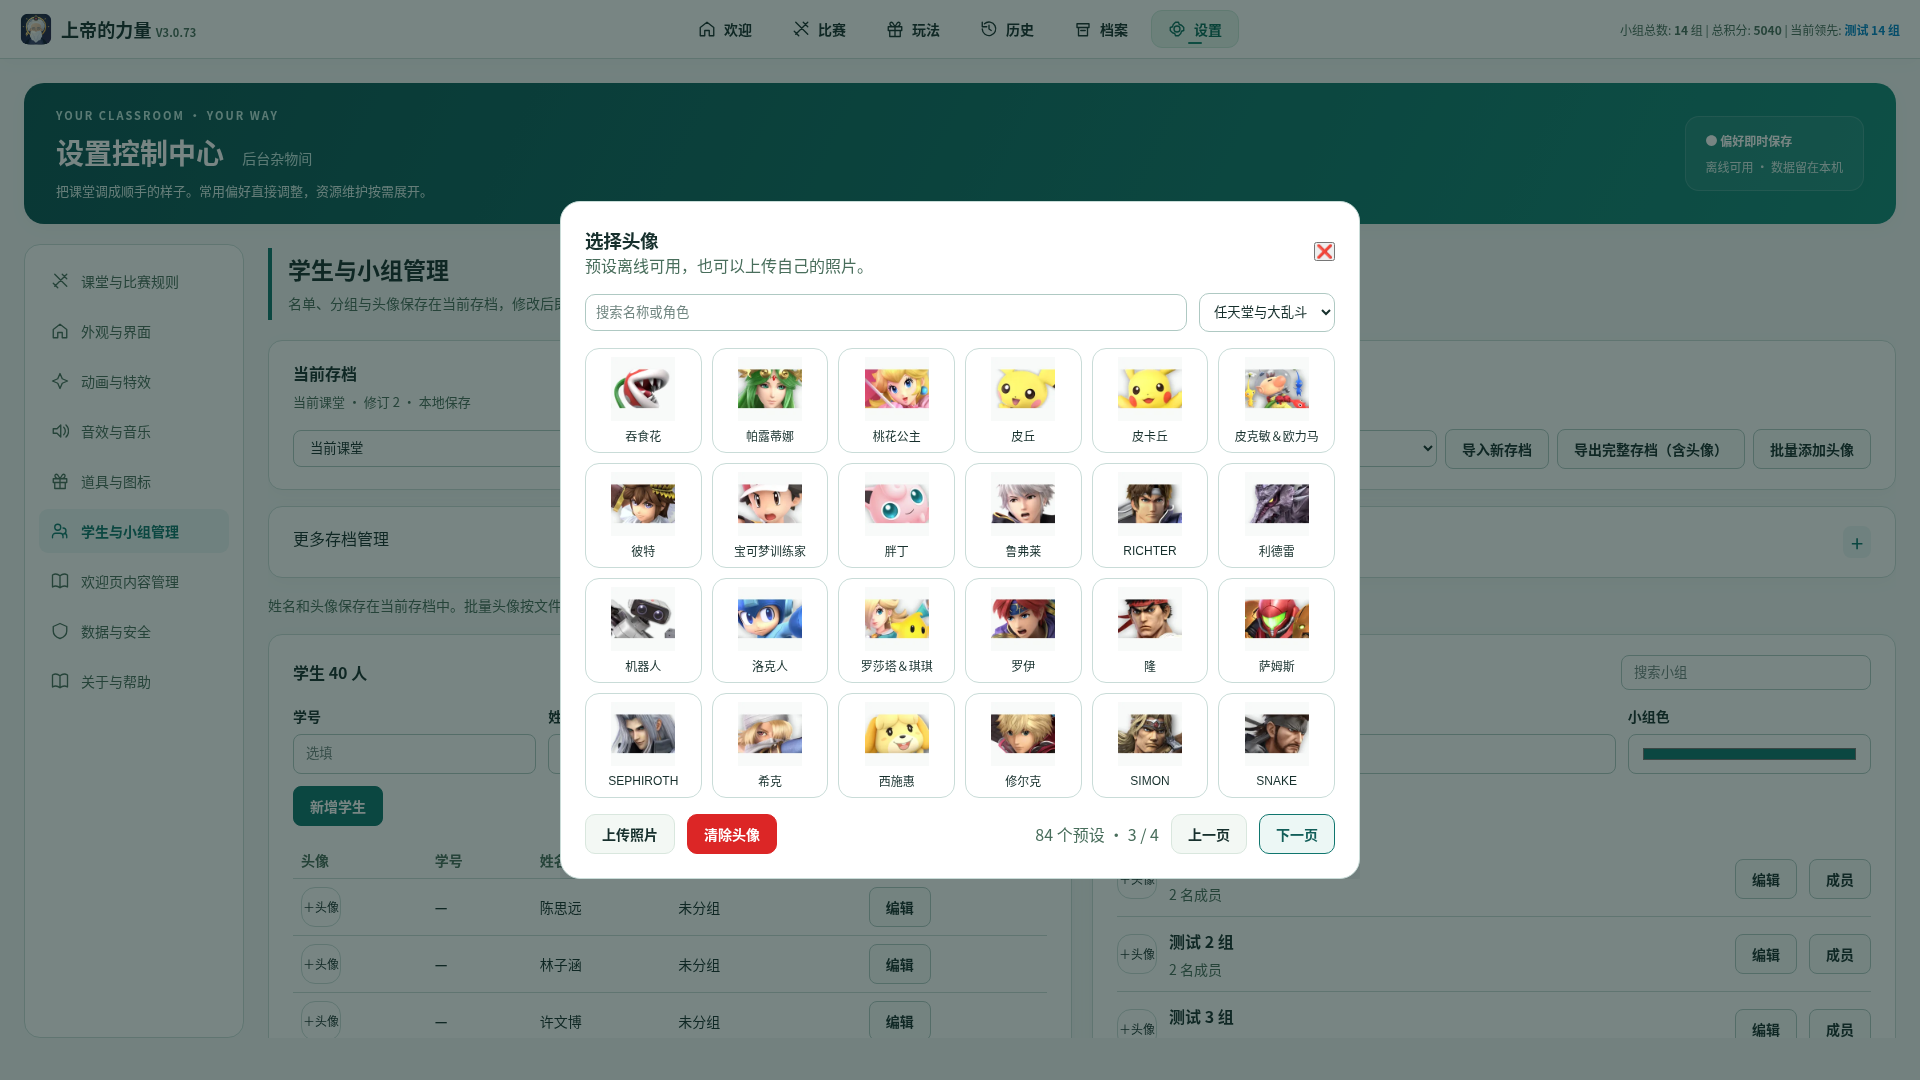 上帝的力量 V3.0.73
欢迎
比赛
玩法
历史
档案
设置
小组总数: 14 组 | 总积分: 5040 | 当前领先: 测试 14 组
YOUR CLASSROOM • YOUR WAY
设置控制中心 后台杂物间
把课堂调成顺手的样子。常用偏好直接调整，资源维护按需展开。
偏好即时保存
离线可用 • 数据留在本机
课堂与比赛规则
外观与界面
动画与特效
音效与音乐
道具与图标
学生与小组管理
欢迎页内容管理
数据与安全
关于与帮助
学生与小组管理
名单、分组与头像保存在当前存档，修改后
当前存档
当前课堂 • 修订 2 • 本地保存
当前课堂
导入新存档
导出完整存档（含头像）
批量添加头像
更多存档管理
+
姓名和头像保存在当前存档中。批量头像按文件
学生 40 人
搜索小组
学号
小组色
选填
新增学生
头像
学号
+头像
—
陈思远
未分组
编辑
+头像
—
林子涵
未分组
编辑
+头像
—
许文博
未分组
编辑
+头像
2 名成员
编辑
成员
+头像
测试 2 组
2 名成员
编辑
成员
+头像
测试 3 组
编辑
成员
选择头像
预设离线可用，也可以上传自己的照片。
搜索名称或角色
任天堂与大乱斗
吞食花
帕露蒂娜
桃花公主
皮丘
皮卡丘
皮克敏＆欧力马
彼特
宝可梦训练家
胖丁
鲁弗莱
RICHTER
利德雷
机器人
洛克人
罗莎塔＆琪琪
罗伊
隆
萨姆斯
SEPHIROTH
希克
西施惠
修尔克
SIMON
SNAKE
上传照片
清除头像
84 个预设 • 3 / 4
上一页
下一页